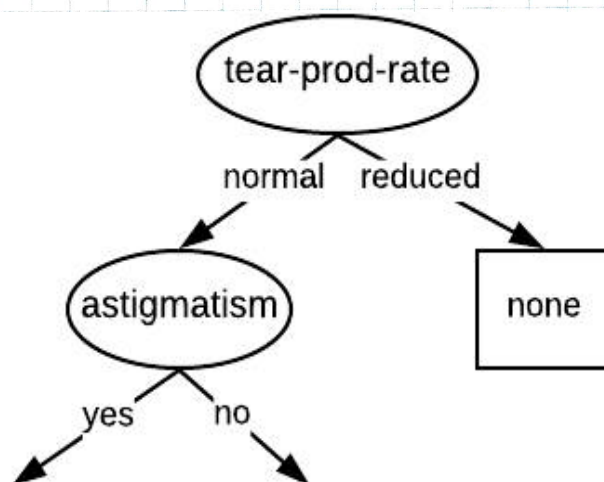 tear-prod-rate
normal reduced
astigmatism none
yes no